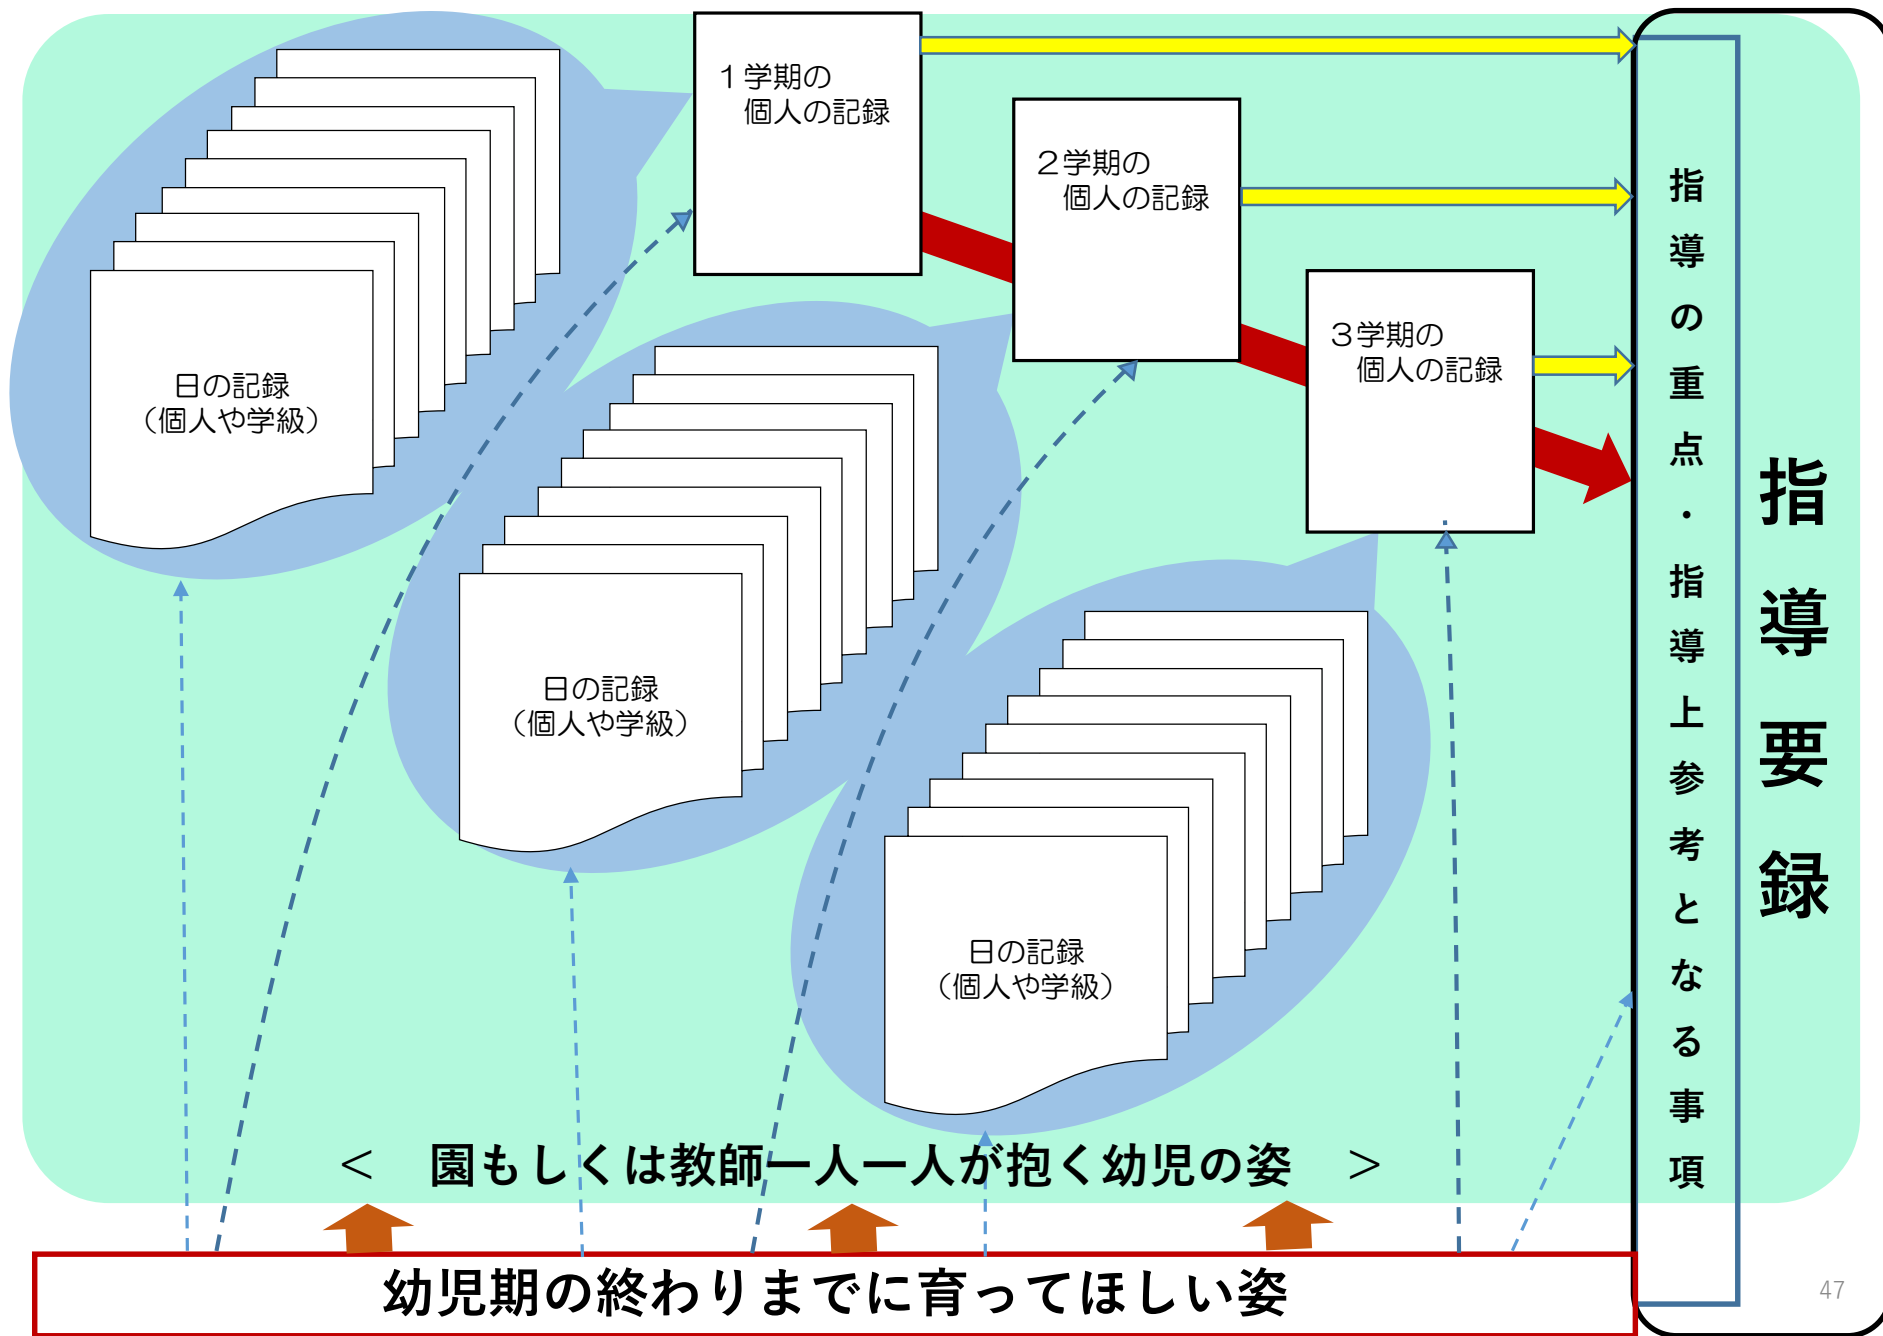 １学期の
個人の記録
２学期の
個人の記録
３学期の
個人の記録
日の記録
（個人や学級）
日の記録
（個人や学級）
日の記録
（個人や学級）
指導の重点・指導上参考となる事項
指導要録
＜　園もしくは教師一人一人が抱く幼児の姿　＞
幼児期の終わりまでに育ってほしい姿
47